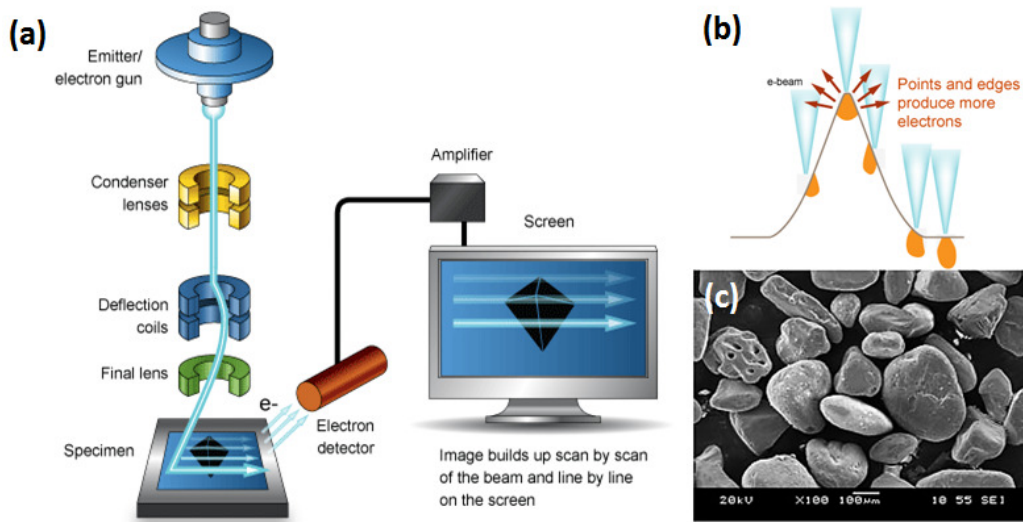 (a)
Emitter/
electron gun
Condenser
lenses
Deflection
coils
Final lens
Specimen
e-
Electron
detector
Amplifier
Screen
Image builds up scan by scan
of the beam and line by line
on the screen
(b)
e-beam
Points and edges
produce more
electrons
(c)
20kV X100 100μm 10 55 SEI